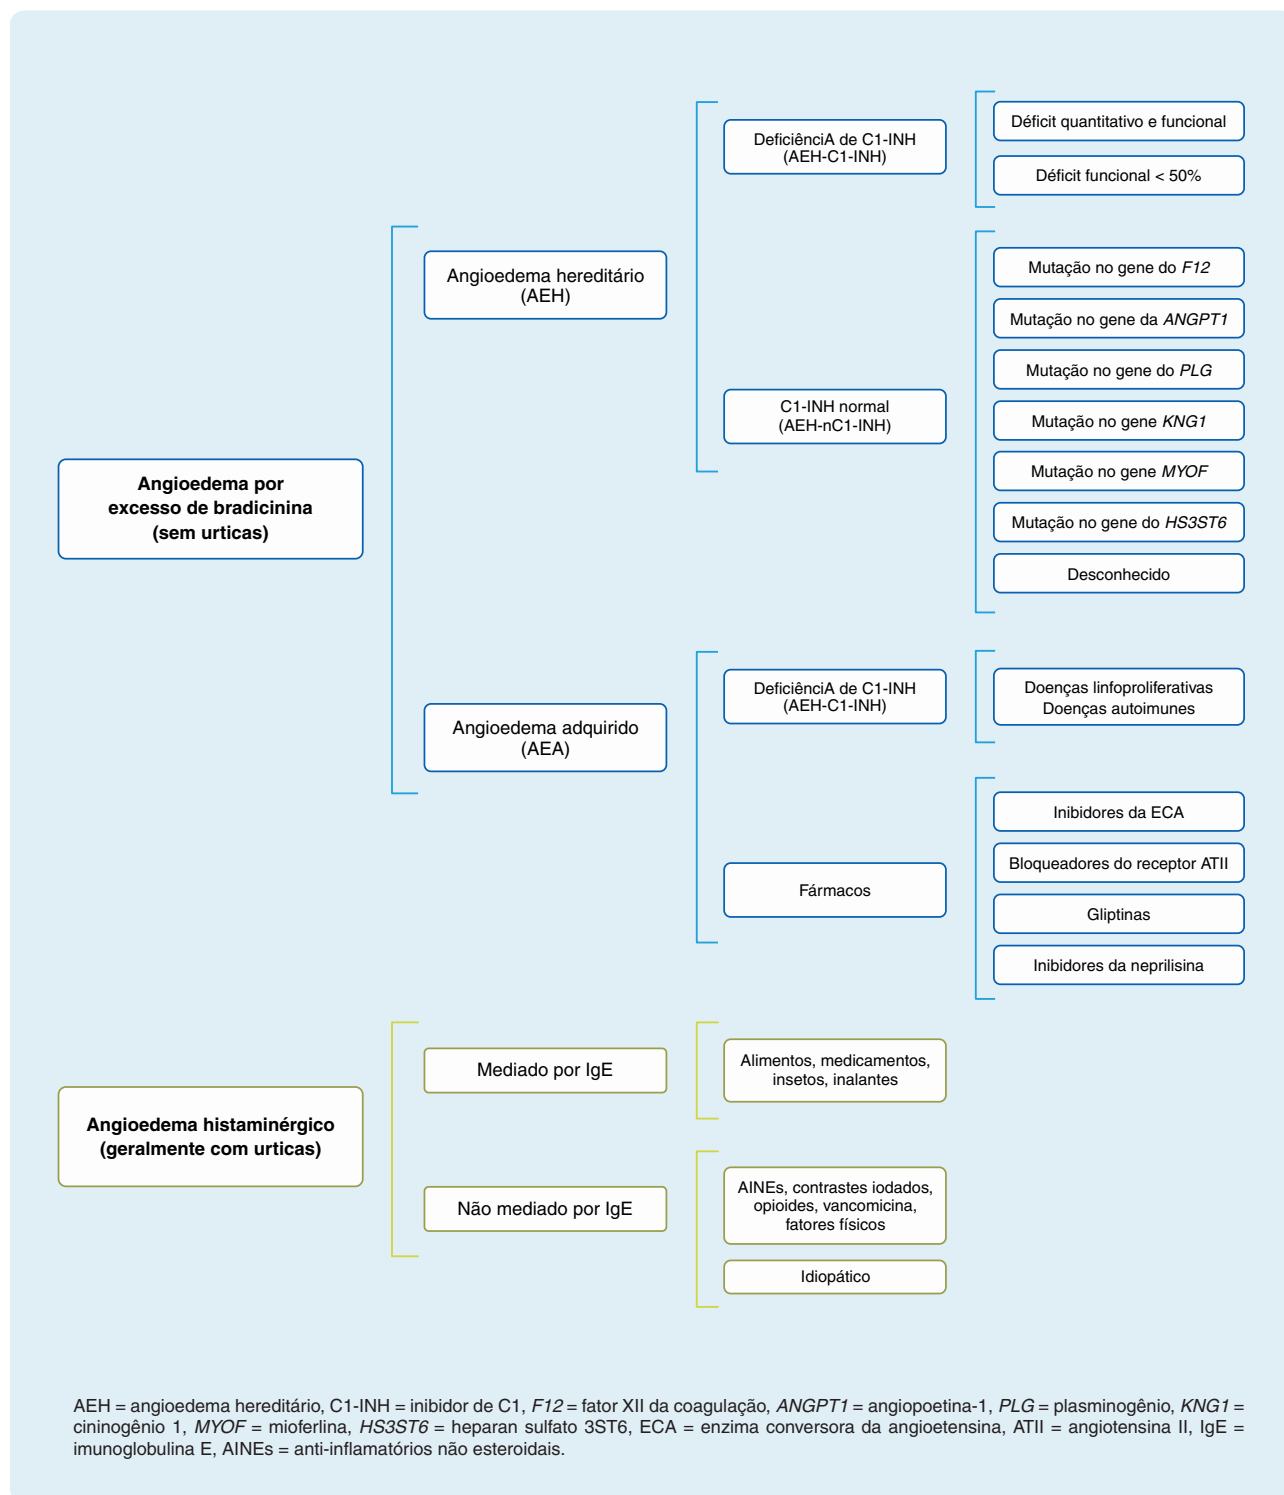 Angioedema por
excesso de bradicinina
(sem urticas)
Angioedema hereditário
(AEH)
DeficiênciA de C1-INH
(AEH-C1-INH)
Déficit quantitativo e funcional
Déficit funcional < 50%
C1-INH normal
(AEH-nC1-INH)
Mutação no gene do F12
Mutação no gene da ANGPT1
Mutação no gene do PLG
Mutação no gene KNG1
Mutação no gene MYOF
Mutação no gene do HS3ST6
Desconhecido
Angioedema adquirido
(AEA)
DeficiênciA de C1-INH
(AEH-C1-INH)
Doenças linfoproliferativas
Doenças autoimunes
Fármacos
Inibidores da ECA
Bloqueadores do receptor ATII
Gliptinas
Inibidores da neprilisina
Angioedema histaminérgico
(geralmente com urticas)
Mediado por IgE
Alimentos, medicamentos,
insetos, inalantes
Não mediado por IgE
AINEs, contrastes iodados,
opioides, vancomicina,
fatores físicos
Idiopático
AEH = angioedema hereditário, C1-INH = inibidor de C1, F12 = fator XII da coagulação, ANGPT1 = angiopoetina-1, PLG = plasminogênio, KNG1 =
cininogênio 1, MYOF = mioferlina, HS3ST6 = heparan sulfato 3ST6, ECA = enzima conversora da angioetensina, ATII = angiotensina II, IgE =
imunoglobulina E, AINEs = anti-inflamatórios não esteroidais.